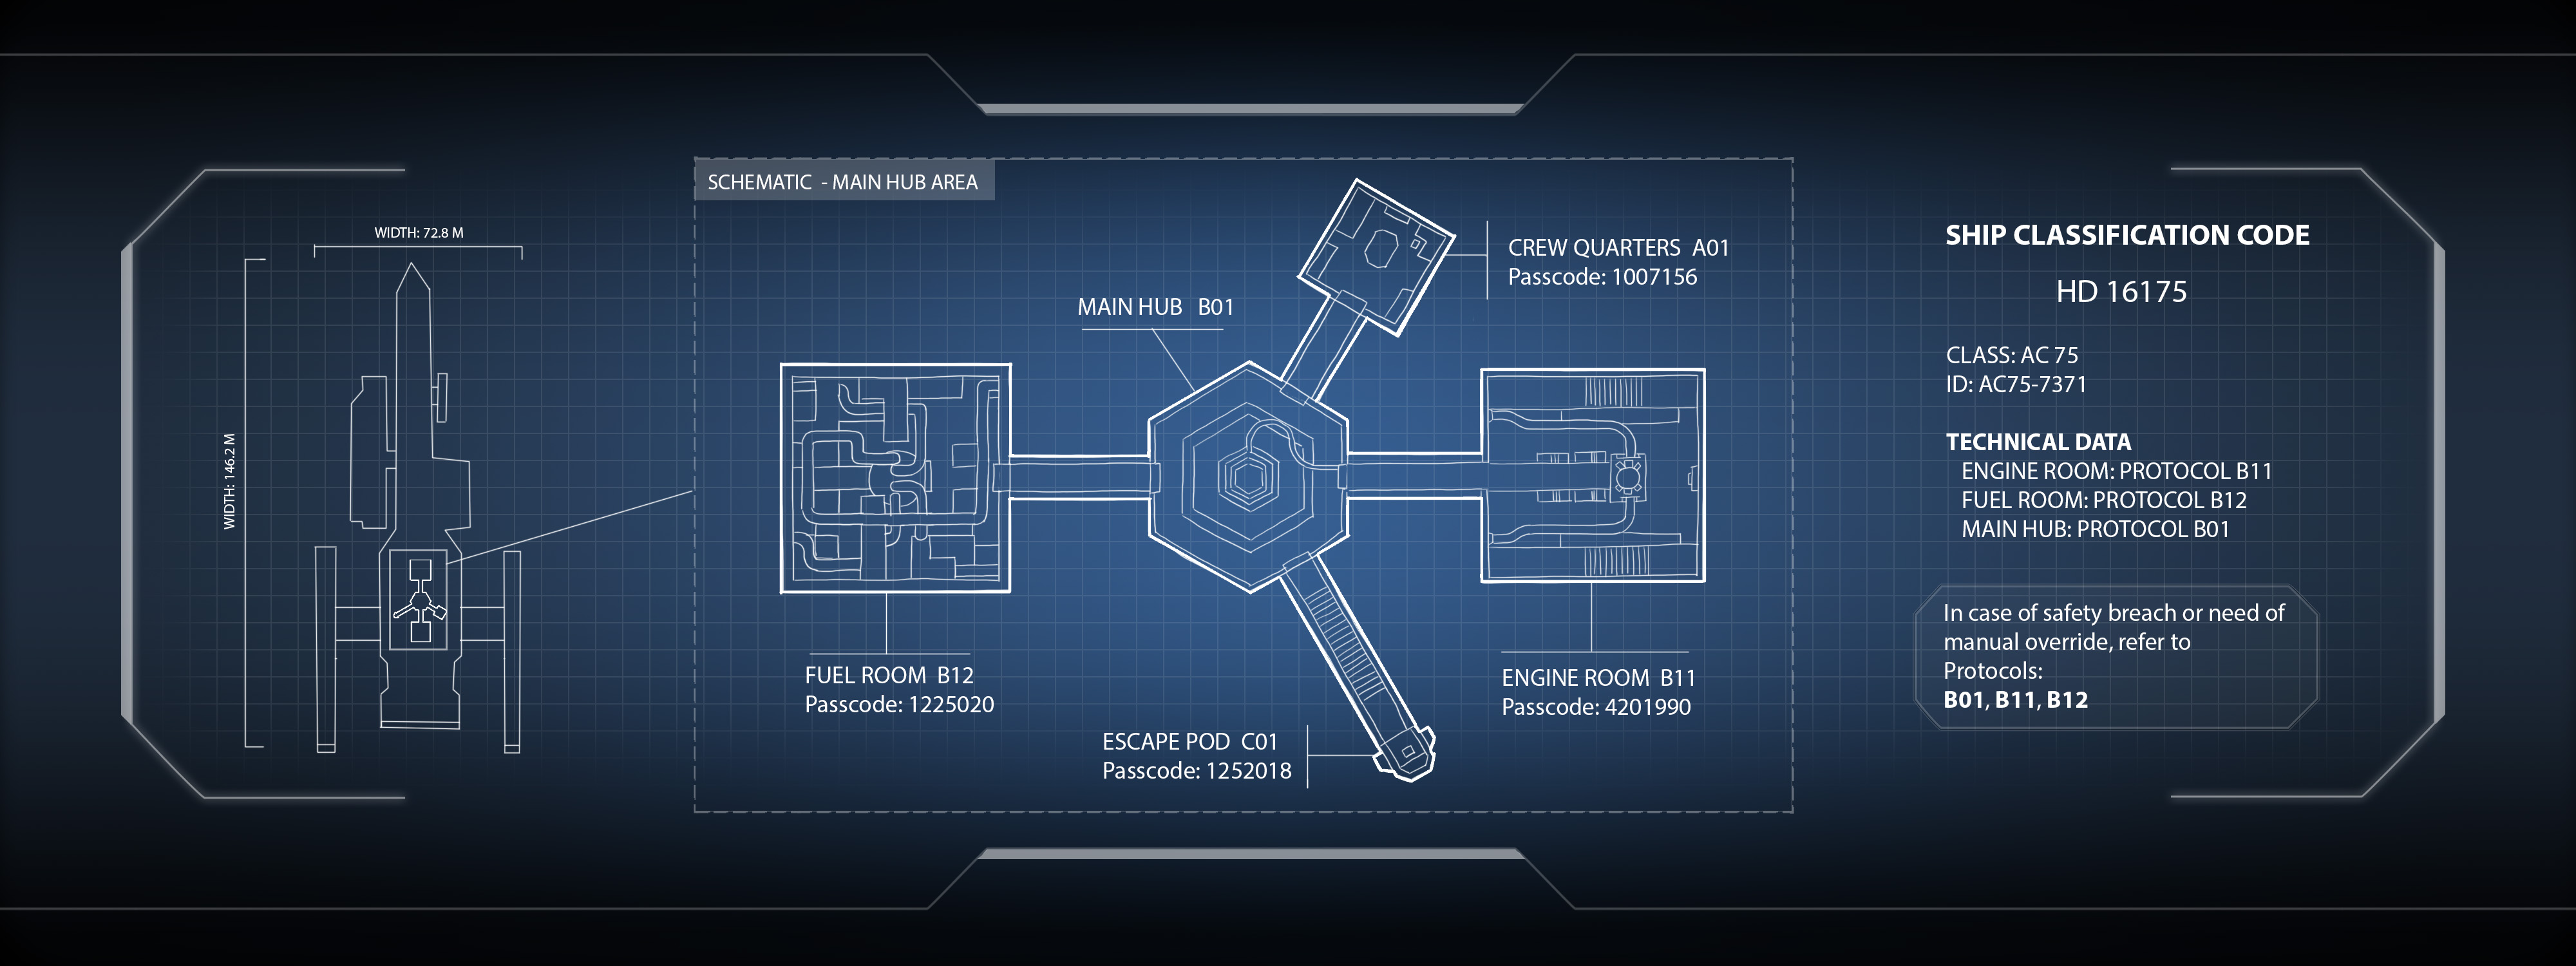 WIDTH: 72.8 M
WIDTH: 146.2 M
SCHEMATIC - MAIN HUB AREA
MAIN HUB B01
CREW QUARTERS A01
Passcode: 1007156
FUEL ROOM B12
Passcode: 1225020
ESCAPE POD C01
Passcode: 1252018
ENGINE ROOM B11
Passcode: 4201990
SHIP CLASSIFICATION CODE
HD 16175
CLASS: AC 75
ID: AC75-7371
TECHNICAL DATA
ENGINE ROOM: PROTOCOL B11
FUEL ROOM: PROTOCOL B12
MAIN HUB: PROTOCOL B01
In case of safety breach or need of
manual override, refer to
Protocols:
B01, B11, B12